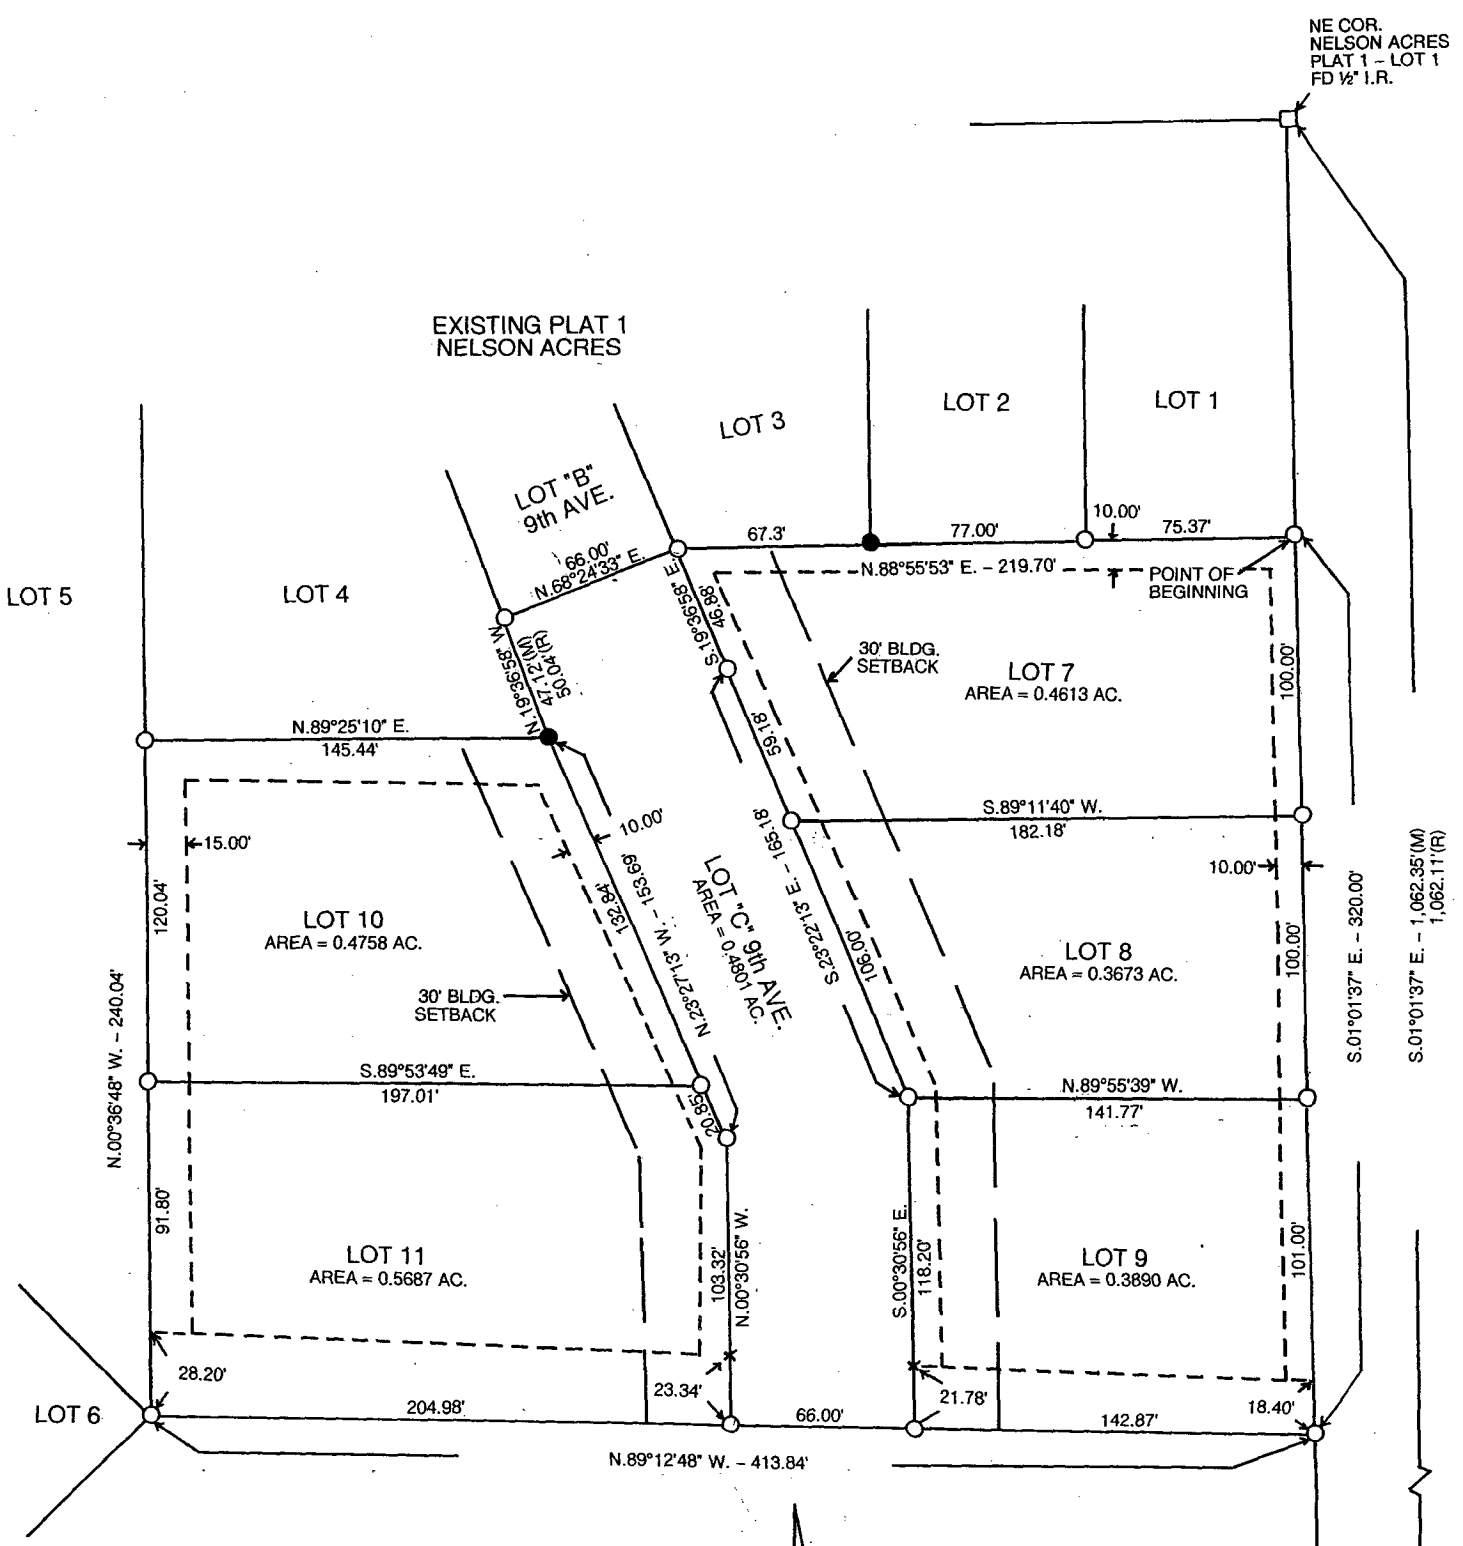 NE COR.
NELSON ACRES
PLAT 1 - LOT 1
FD ½" I.R.
EXISTING PLAT 1
NELSON ACRES
LOT 3
LOT 2
LOT 1
LOT "B"
9th AVE.
66.00'
N.68°24'33" E.
67.3'
77.00'
10.00'
75.37'
N.88°55'53" E. - 219.70'
POINT OF
BEGINNING
LOT 5
LOT 4
N.19°36'58" W.
47.12'(M)
50.04'(R)
S.19°36'58" E.
46.88'
30' BLDG.
SETBACK
LOT 7
AREA = 0.4613 AC.
100.00'
N.89°25'10" E.
145.44'
59.18'
S.89°11'40" W.
182.18'
15.00'
10.00'
10.00'
120.04'
LOT 10
AREA = 0.4758 AC.
132.84'
N.23°27'13" W. - 153.69'
LOT "C" 9th AVE.
AREA = 0.4801 AC.
S.23°22'13" E. - 165.18'
106.00'
LOT 8
AREA = 0.3673 AC.
100.00'
S.01°01'37" E. - 320.00'
S.01°01'37" E. - 1,062.35'(M)
1,062.11'(R)
30' BLDG.
SETBACK
N.00°36'48" W. - 240.04'
S.89°53'49" E.
197.01'
20.85'
N.89°55'39" W.
141.77'
91.80'
LOT 11
AREA = 0.5687 AC.
103.32'
N.00°30'56" W.
S.00°30'56" E.
118.20'
LOT 9
AREA = 0.3890 AC.
101.00'
28.20'
23.34'
21.78'
18.40'
LOT 6
204.98'
66.00'
142.87'
N.89°12'48" W. - 413.84'